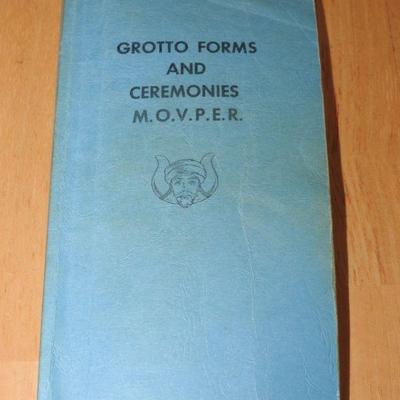 GROTTO FORMS
AND
CEREMONIES
M.O.V.P.E.R.